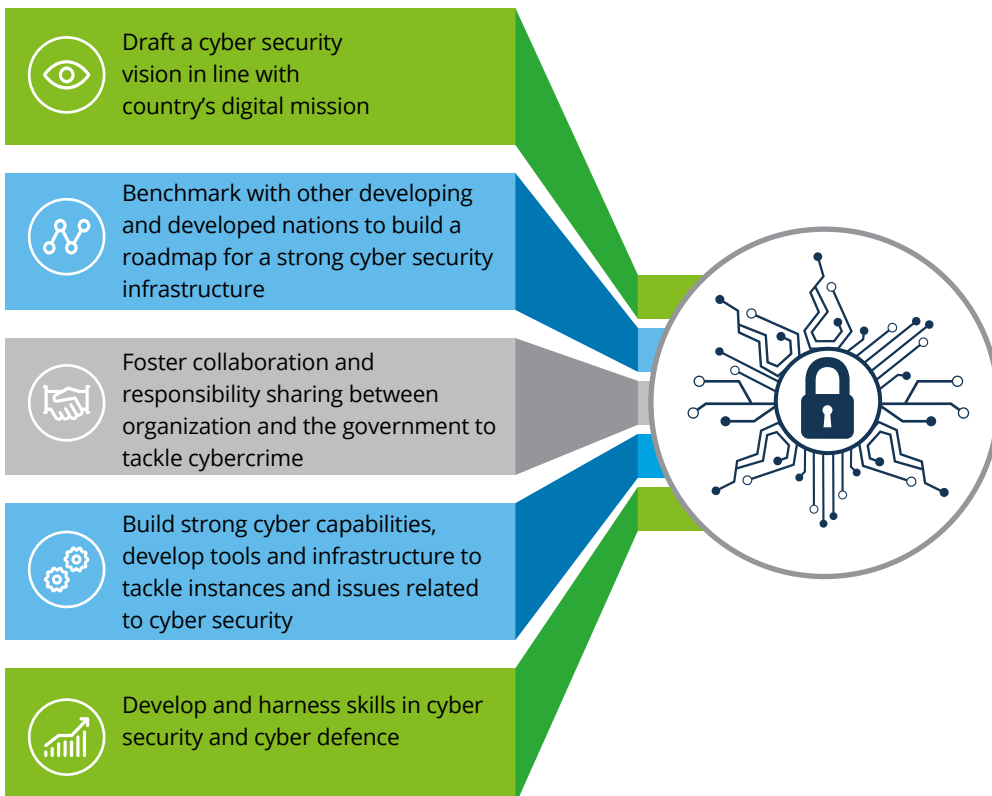 Draft a cyber security
vision in line with
country’s digital mission
Benchmark with other developing
and developed nations to build a
roadmap for a strong cyber security
infrastructure
Foster collaboration and
responsibility sharing between
organization and the government to
tackle cybercrime
Build strong cyber capabilities,
develop tools and infrastructure to
tackle instances and issues related
to cyber security
Develop and harness skills in cyber
security and cyber defence